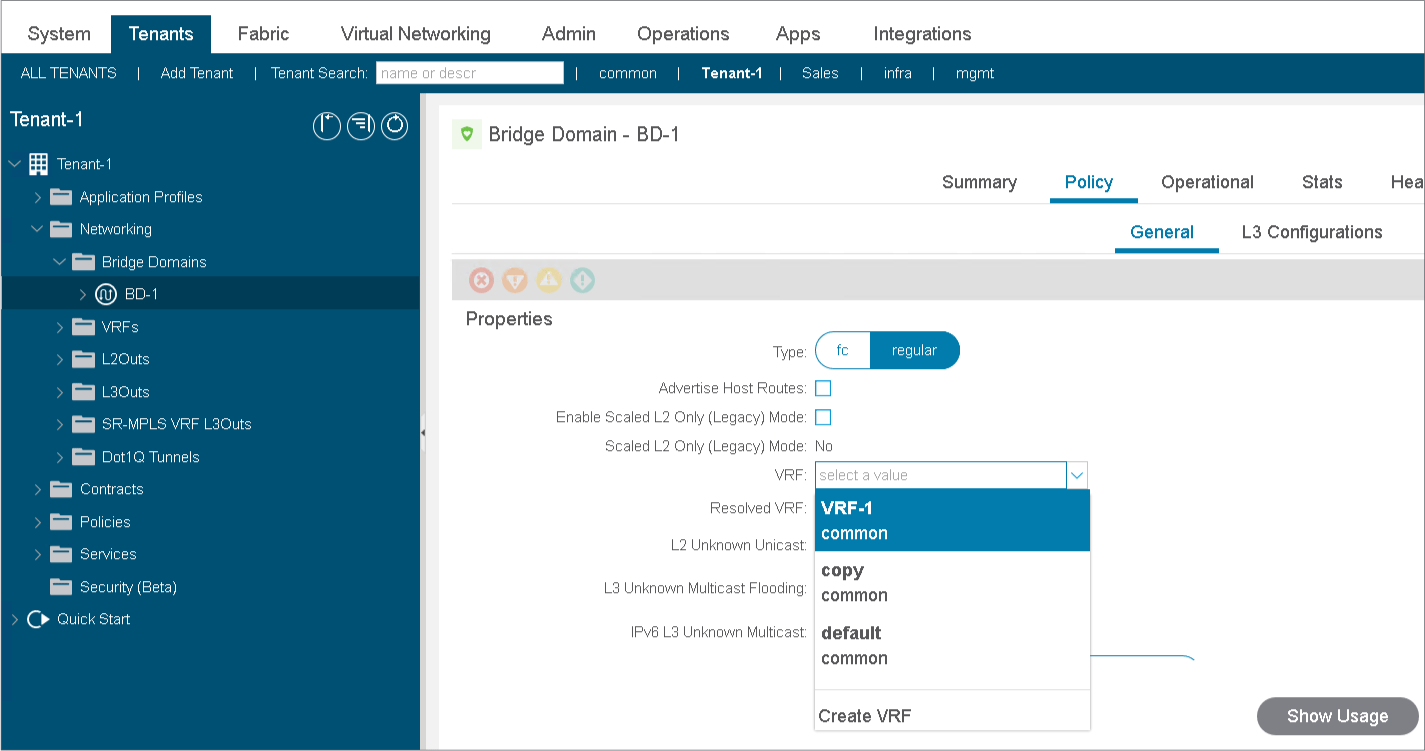 System Tenants Fabric Virtual Networking Admin Operations Apps Integrations
ALL TENANTS | Add Tenant | Tenant Search: name or descr | common | Tenant-1 | Sales | infra | mgmt
Tenant-1
Tenant-1
Application Profiles
Networking
Bridge Domains
BD-1
VRFs
L2Outs
L3Outs
SR-MPLS VRF L3Outs
Dot1Q Tunnels
Contracts
Policies
Services
Security (Beta)
Quick Start
Bridge Domain - BD-1
Summary Policy Operational Stats Hea
General L3 Configurations
Properties
Type: fc regular
Advertise Host Routes:
Enable Scaled L2 Only (Legacy) Mode:
Scaled L2 Only (Legacy) Mode: No
VRF: select a value
Resolved VRF:
L2 Unknown Unicast:
L3 Unknown Multicast Flooding:
IPv6 L3 Unknown Multicast:
VRF-1
common
copy
common
default
common
Create VRF
Show Usage